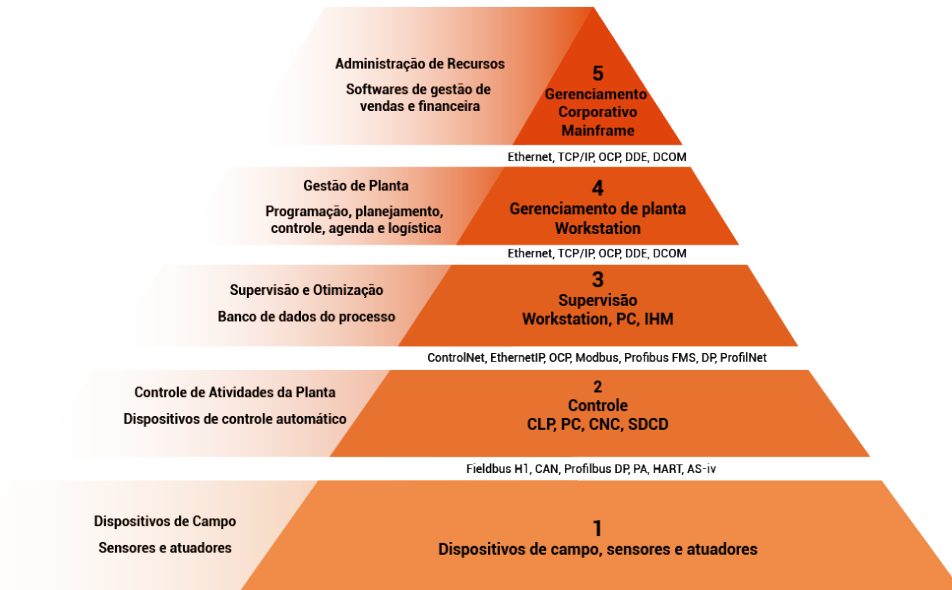 Administração de Recursos
Softwares de gestão de
vendas e financeira
5
Gerenciamento
Corporativo
Mainframe
Ethernet, TCP/IP, OCP, DDE, DCOM
Gestão de Planta
Programação, planejamento,
controle, agenda e logística
4
Gerenciamento de planta
Workstation
Ethernet, TCP/IP, OCP, DDE, DCOM
Supervisão e Otimização
Banco de dados do processo
3
Supervisão
Workstation, PC, IHM
ControlNet, EthernetIP, OCP, Modbus, Profibus FMS, DP, ProfilNet
Controle de Atividades da Planta
Dispositivos de controle automático
2
Controle
CLP, PC, CNC, SDCD
Fieldbus H1, CAN, Profilbus DP, PA, HART, AS-iv
Dispositivos de Campo
Sensores e atuadores
1
Dispositivos de campo, sensores e atuadores